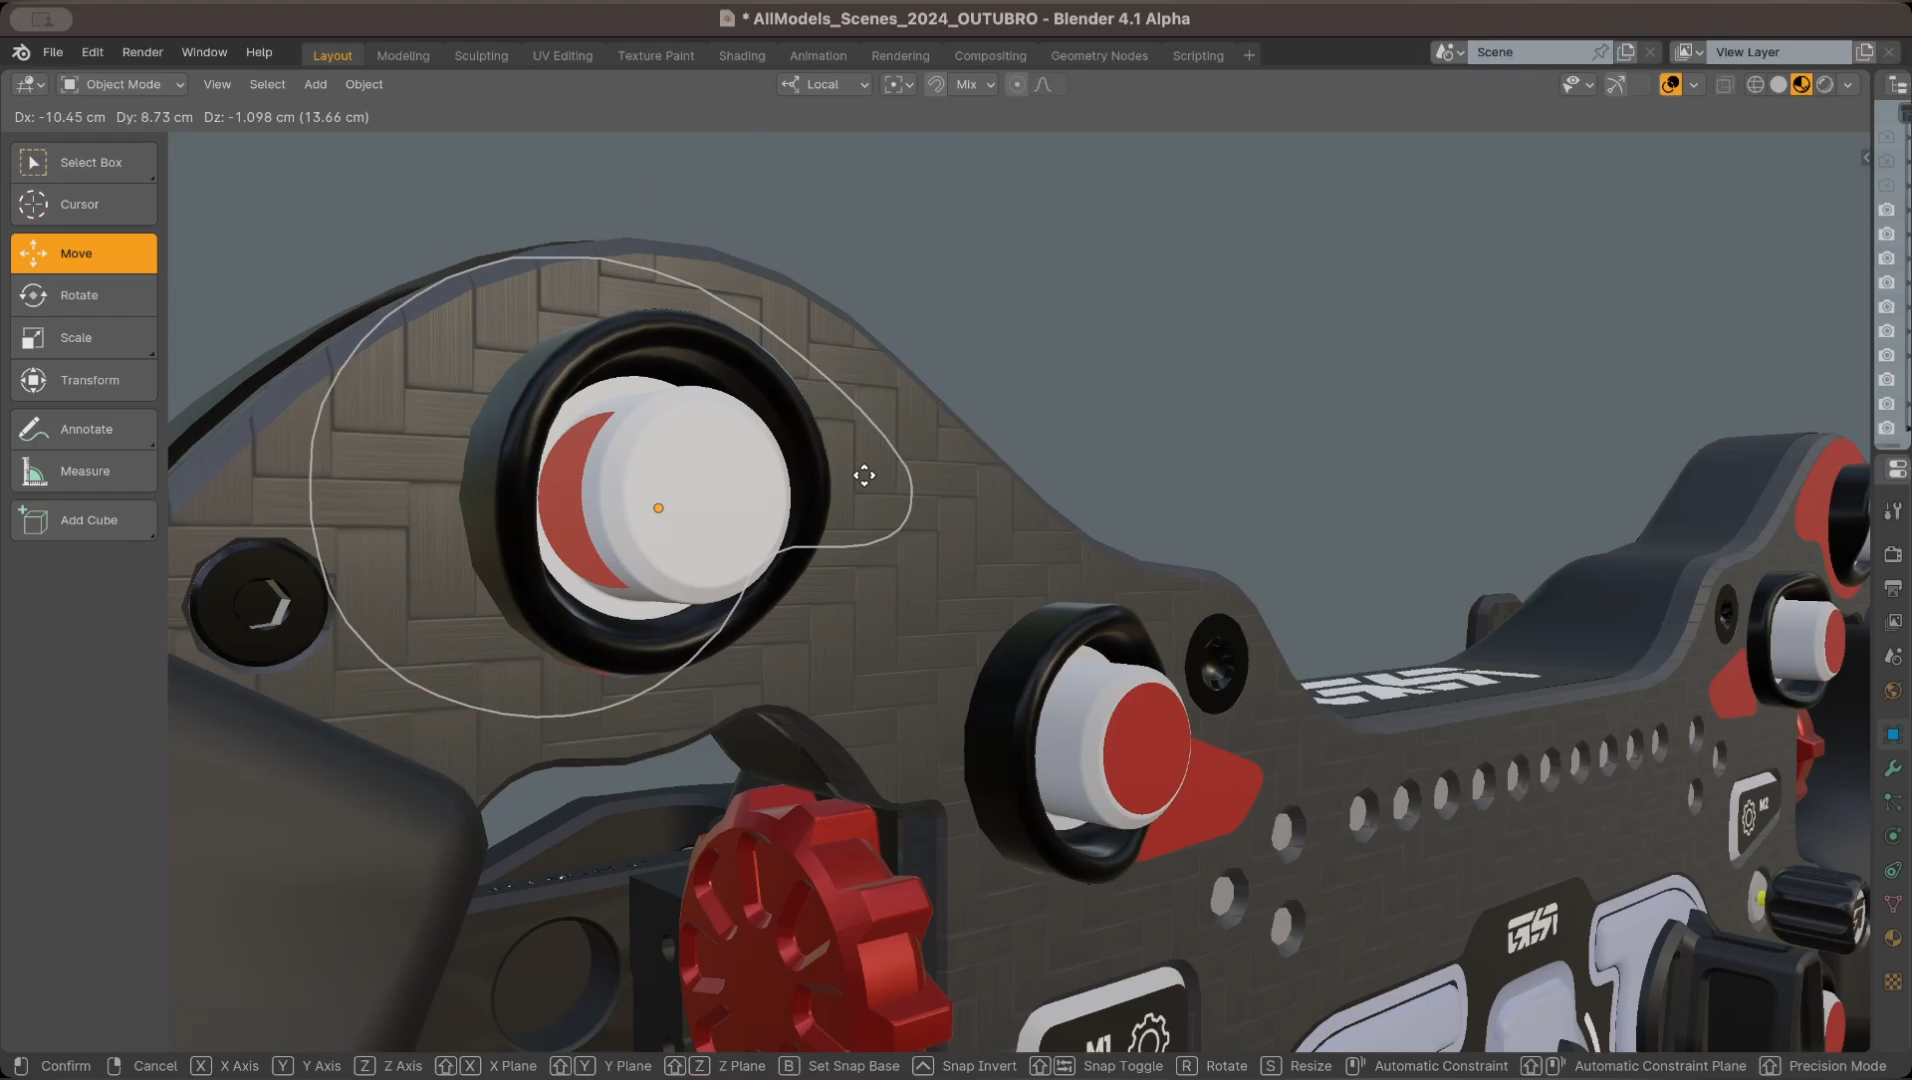 * AllModels_Scenes_2024_OUTUBRO - Blender 4.1 Alpha
File Edit Render Window Help Layout Modeling Sculpting UV Editing Texture Paint Shading Animation Rendering Compositing Geometry Nodes Scripting + Scene View Layer
Object Mode View Select Add Object Local Mix
Dx: -10.45 cm Dy: 8.73 cm Dz: -1.098 cm (13.66 cm)
Select Box
Cursor
Move
Rotate
Scale
Transform
Annotate
Measure
Add Cube
GSI
M2
GSI
M1
Confirm Cancel X X Axis Y Y Axis Z Z Axis X X Plane Y Y Plane Z Z Plane B Set Snap Base Snap Invert Snap Toggle R Rotate S Resize Automatic Constraint Automatic Constraint Plane Precision Mode